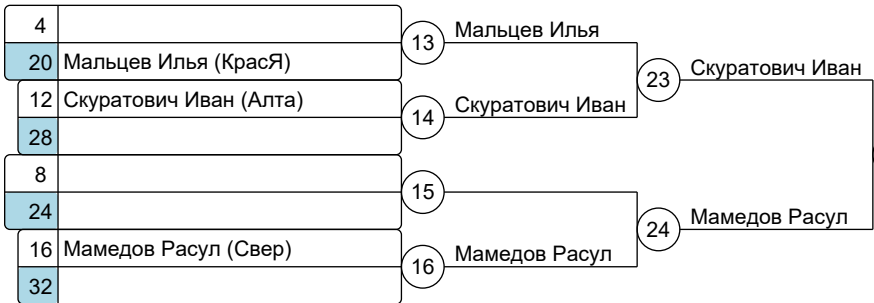 4
13 Мальцев Илья
20 Мальцев Илья (КрасЯ)
23 Скуратович Иван
12 Скуратович Иван (Алта)
14 Скуратович Иван
28
8
15
24
24 Мамедов Расул
16 Мамедов Расул (Свер)
16 Мамедов Расул
32